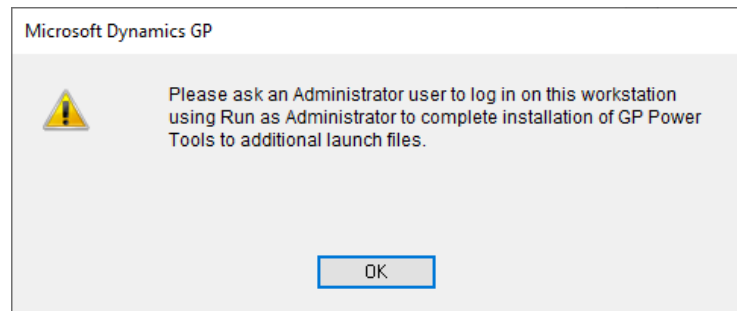 Microsoft Dynamics GP
Please ask an Administrator user to log in on this workstation
using Run as Administrator to complete installation of GP Power
Tools to additional launch files.
OK